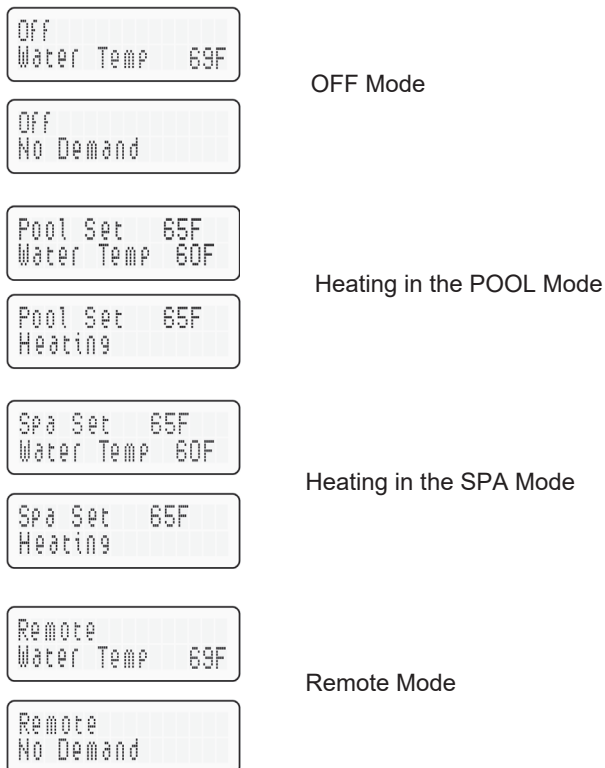 Off
Water Temp 69F
OFF Mode
Off
No Demand
Pool Set 65F
Water Temp 60F
Heating in the POOL Mode
Pool Set 65F
Heating
Spa Set 65F
Water Temp 60F
Heating in the SPA Mode
Spa Set 65F
Heating
Remote
Water Temp 69F
Remote Mode
Remote
No Demand